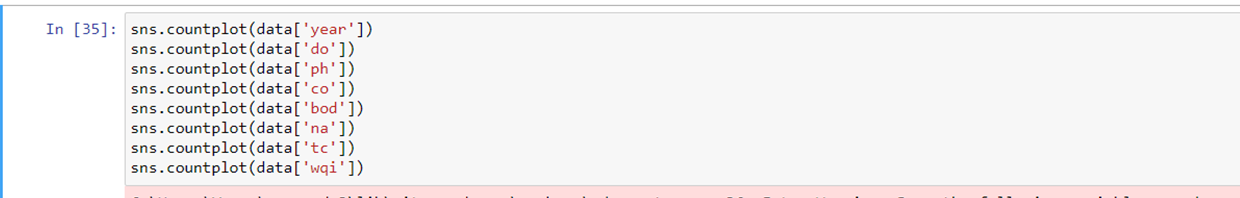 In [35]: sns.countplot(data['year'])
sns.countplot(data['do'])
sns.countplot(data['ph'])
sns.countplot(data['co'])
sns.countplot(data['bod'])
sns.countplot(data['na'])
sns.countplot(data['tc'])
sns.countplot(data['wqi'])